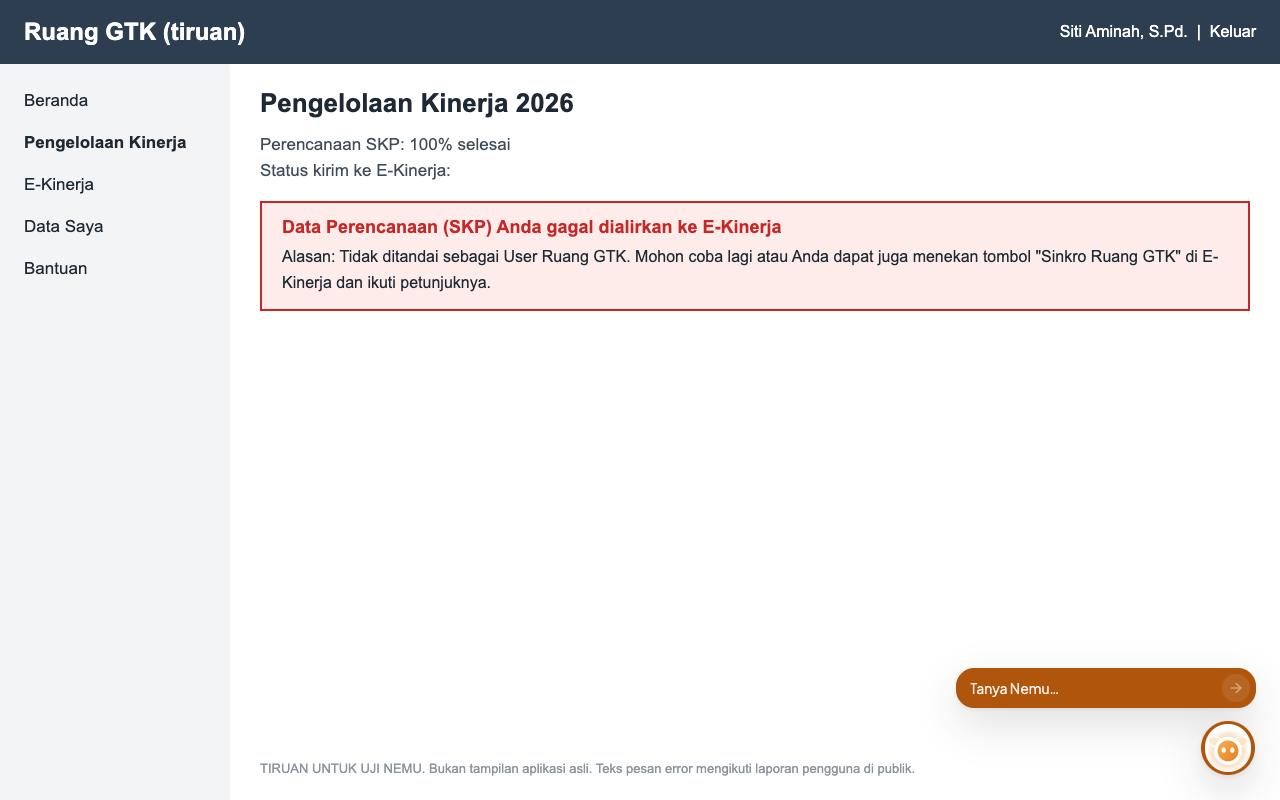 Ruang GTK (tiruan)
Siti Aminah, S.Pd. | Keluar
Beranda
Pengelolaan Kinerja
E-Kinerja
Data Saya
Bantuan
Pengelolaan Kinerja 2026
Perencanaan SKP: 100% selesai
Status kirim ke E-Kinerja:
Data Perencanaan (SKP) Anda gagal dialirkan ke E-Kinerja
Alasan: Tidak ditandai sebagai User Ruang GTK. Mohon coba lagi atau Anda dapat juga menekan tombol "Sinkro Ruang GTK" di E-
Kinerja dan ikuti petunjuknya.
Tanya Nemu...
TIRUAN UNTUK UJI NEMU. Bukan tampilan aplikasi asli. Teks pesan error mengikuti laporan pengguna di publik.